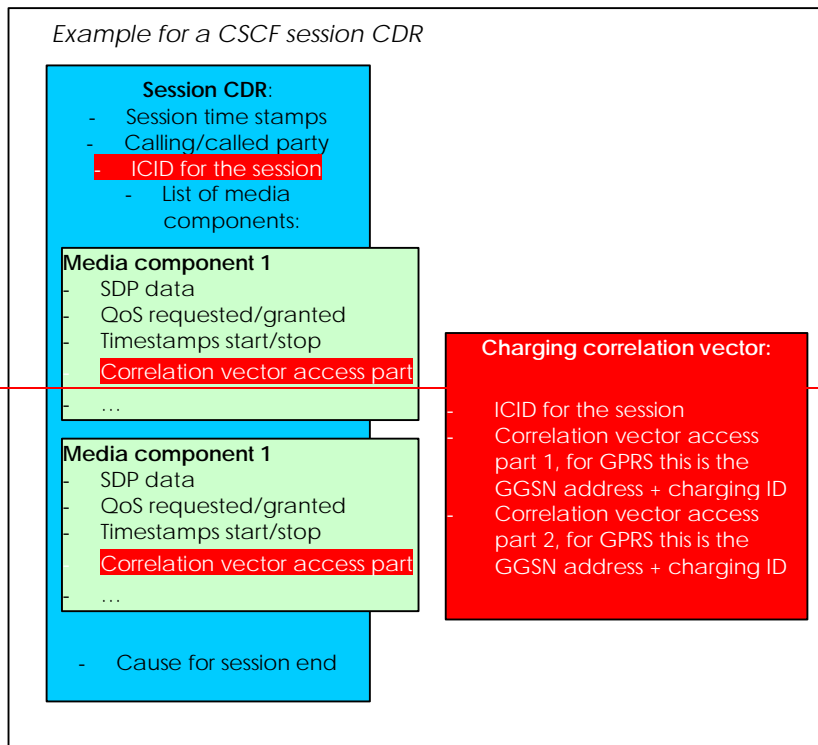 Example for a CSCF session CDR
Session CDR:
- Session time stamps
- Calling/called party
- ICID for the session
- List of media
components:
Media component 1
- SDP data
- QoS requested/granted
- Timestamps start/stop
- Correlation vector access part
- …
Media component 1
- SDP data
- QoS requested/granted
- Timestamps start/stop
- Correlation vector access part
- …
- Cause for session end
Charging correlation vector:
- ICID for the session
- Correlation vector access
part 1, for GPRS this is the
GGSN address + charging ID
- Correlation vector access
part 2, for GPRS this is the
GGSN address + charging ID